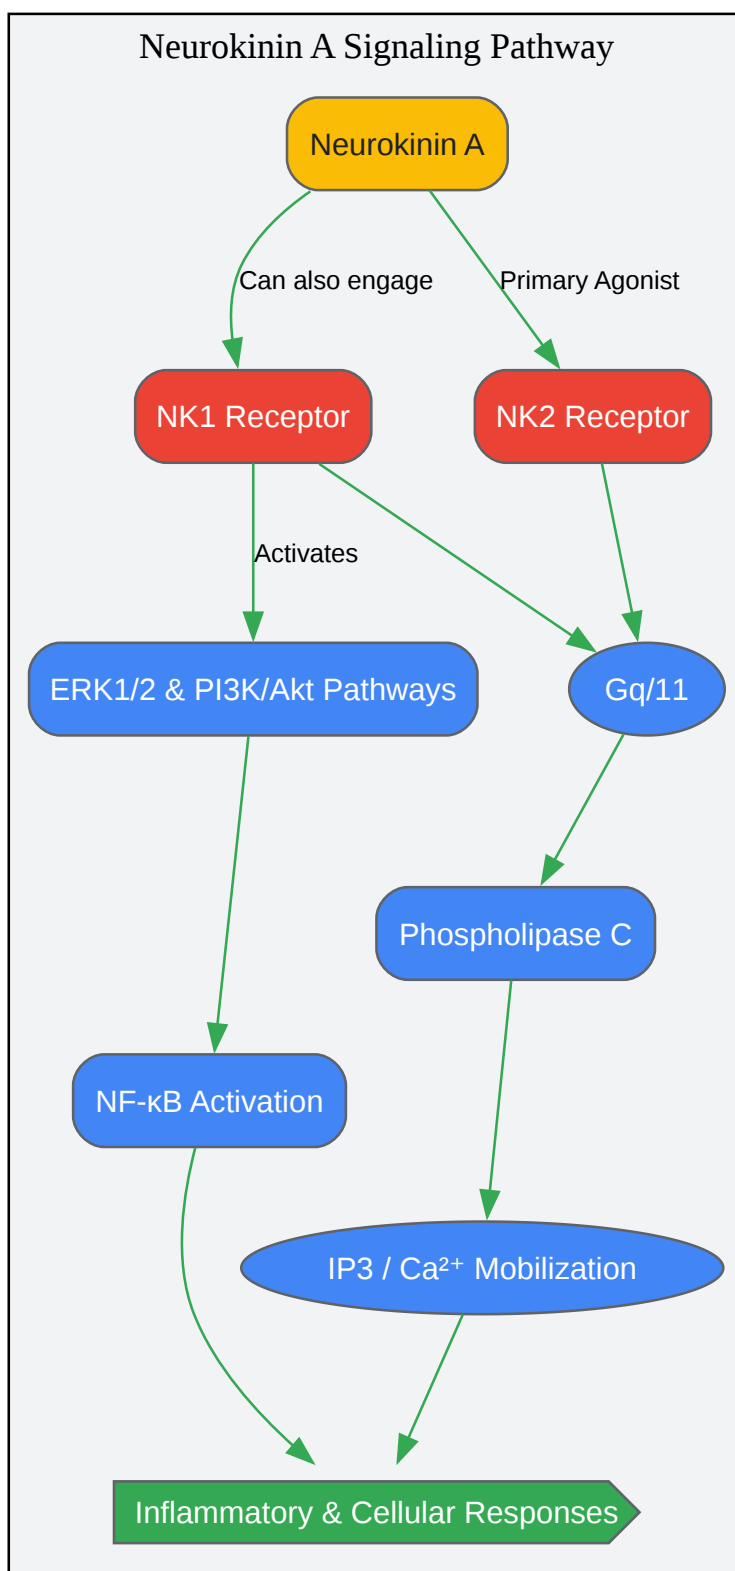 Neurokinin A Signaling Pathway
Neurokinin A
Can also engage
Primary Agonist
NK1 Receptor
NK2 Receptor
Activates
ERK1/2 & PI3K/Akt Pathways
Gq/11
Phospholipase C
NF-κB Activation
IP3 / Ca²⁺ Mobilization
Inflammatory & Cellular Responses